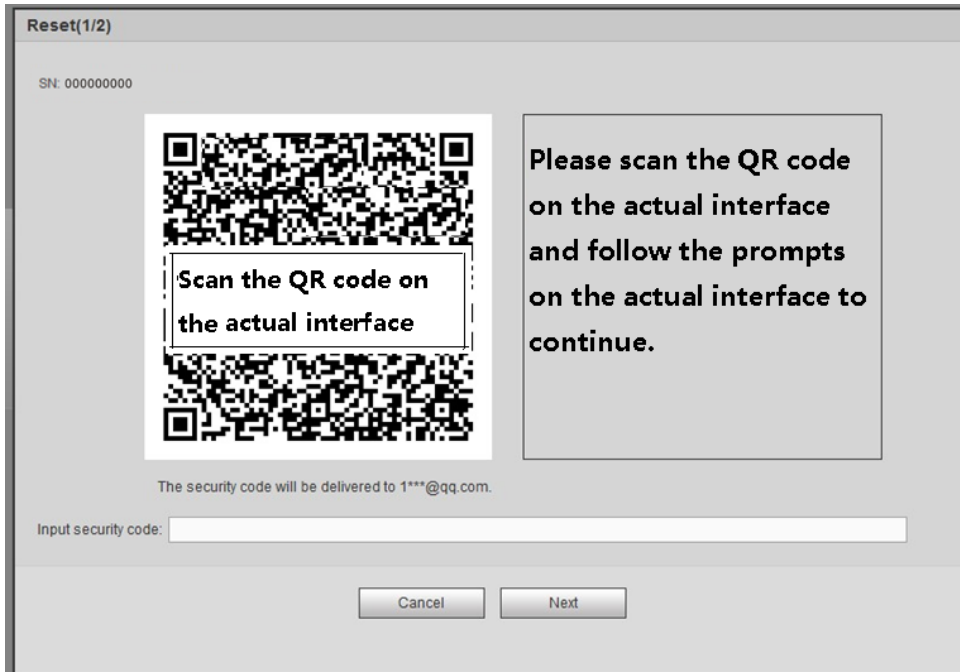 Reset(1/2)
SN: 000000000
Scan the QR code on
the actual interface
Please scan the QR code
on the actual interface
and follow the prompts
on the actual interface to
continue.
The security code will be delivered to 1***@qq.com.
Input security code:
Cancel
Next